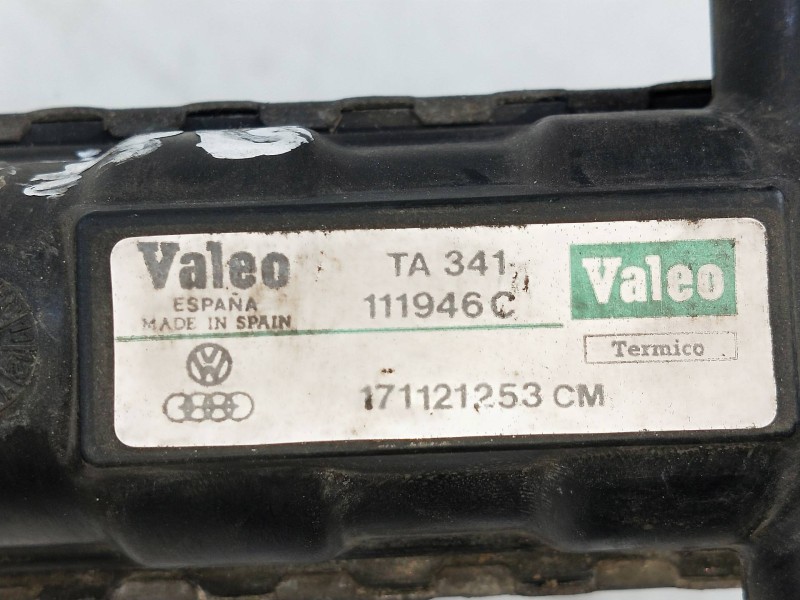 Valeo
ESPAÑA
MADE IN SPAIN
TA 341
111946 C
Valeo
Termico
171121253 CM